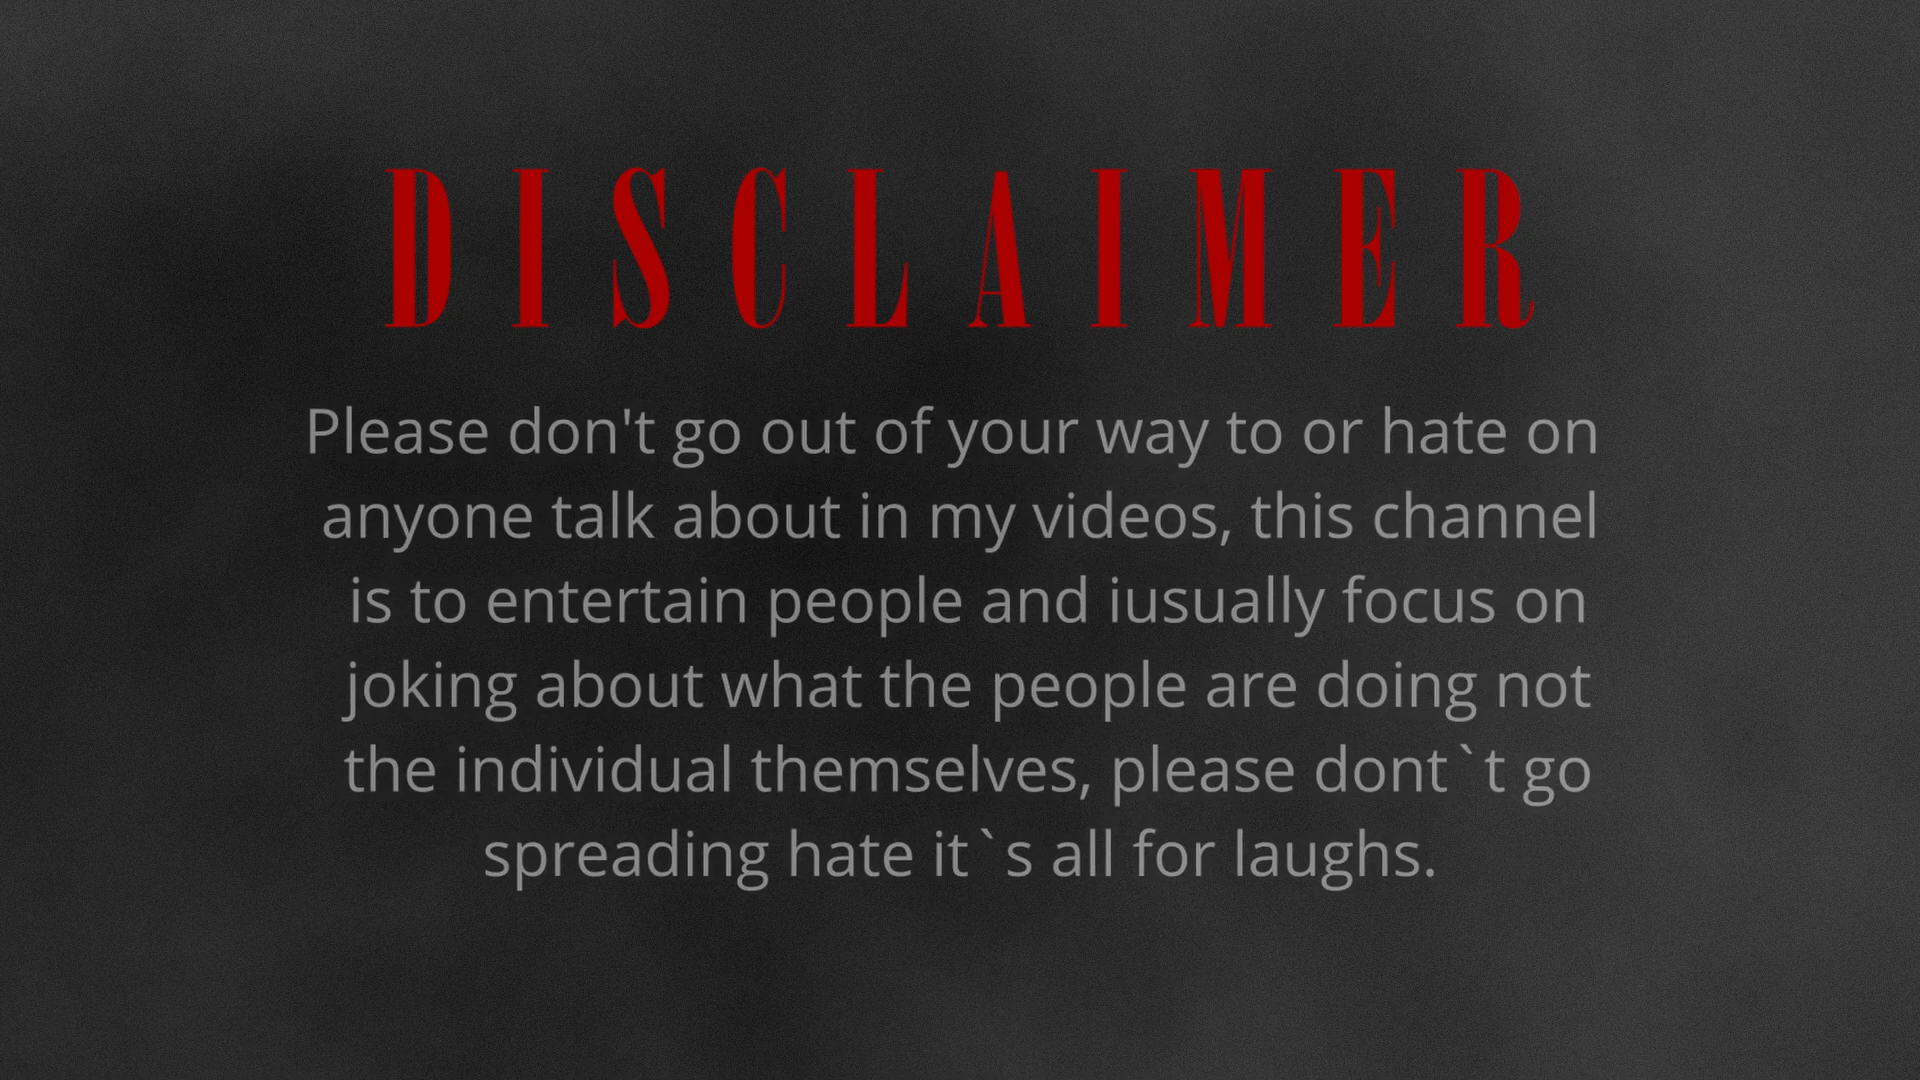 DISCLAIMER
Please don't go out of your way to or hate on
anyone talk about in my videos, this channel
is to entertain people and iusually focus on
joking about what the people are doing not
the individual themselves, please dont`t go
spreading hate it`s all for laughs.